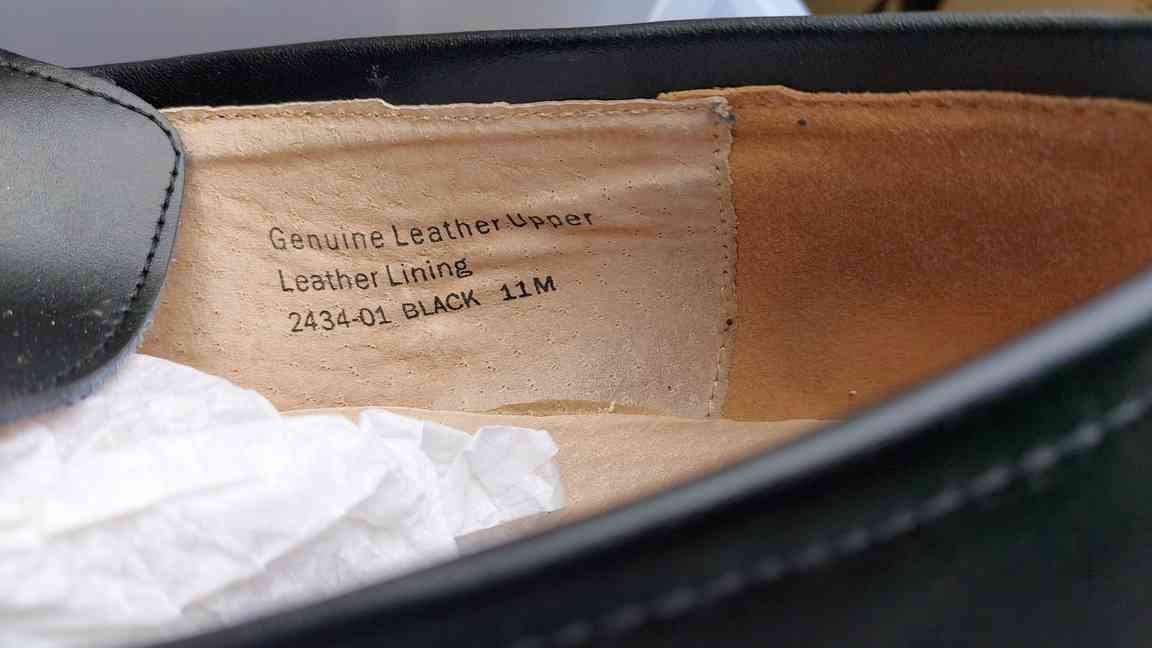 Genuine Leather Upper
Leather Lining
2434-01 BLACK 11M